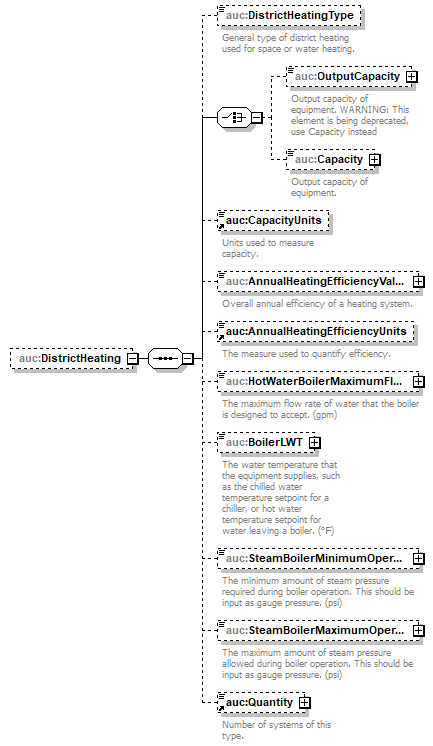 auc:DistrictHeatingType
General type of district heating
used for space or water heating.
auc:OutputCapacity
Output capacity of
equipment. WARNING: This
element is being deprecated,
use Capacity instead
auc:Capacity
Output capacity of
equipment.
auc:CapacityUnits
Units used to measure
capacity.
auc:AnnualHeatingEfficiencyVal...
Overall annual efficiency of a heating system.
auc:AnnualHeatingEfficiencyUnits
The measure used to quantify efficiency.
auc:DistrictHeating
auc:HotWaterBoilerMaximumFl...
The maximum flow rate of water that the boiler
is designed to accept. (gpm)
auc:BoilerLWT
The water temperature that
the equipment supplies, such
as the chilled water
temperature setpoint for a
chiller, or hot water
temperature setpoint for
water leaving a boiler. (°F)
auc:SteamBoilerMinimumOper...
The minimum amount of steam pressure
required during boiler operation. This should be
input as gauge pressure. (psi)
auc:SteamBoilerMaximumOper...
The maximum amount of steam pressure
allowed during boiler operation. This should be
input as gauge pressure. (psi)
auc:Quantity
Number of systems of this
type.